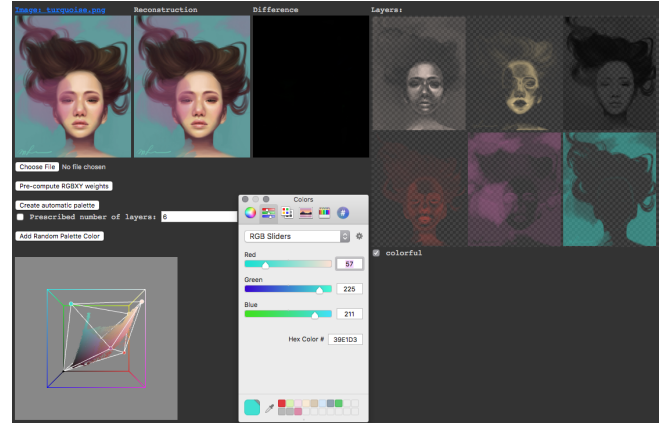 Image: turquoise.png
Reconstruction
Difference
Layers:
Choose File No file chosen
Pre-compute RGBXY weights
Create automatic palette
Prescribed number of layers: 6
Add Random Palette Color
colorful
Colors
RGB Sliders
Red
57
Green
225
Blue
211
Hex Color # 39E1D3